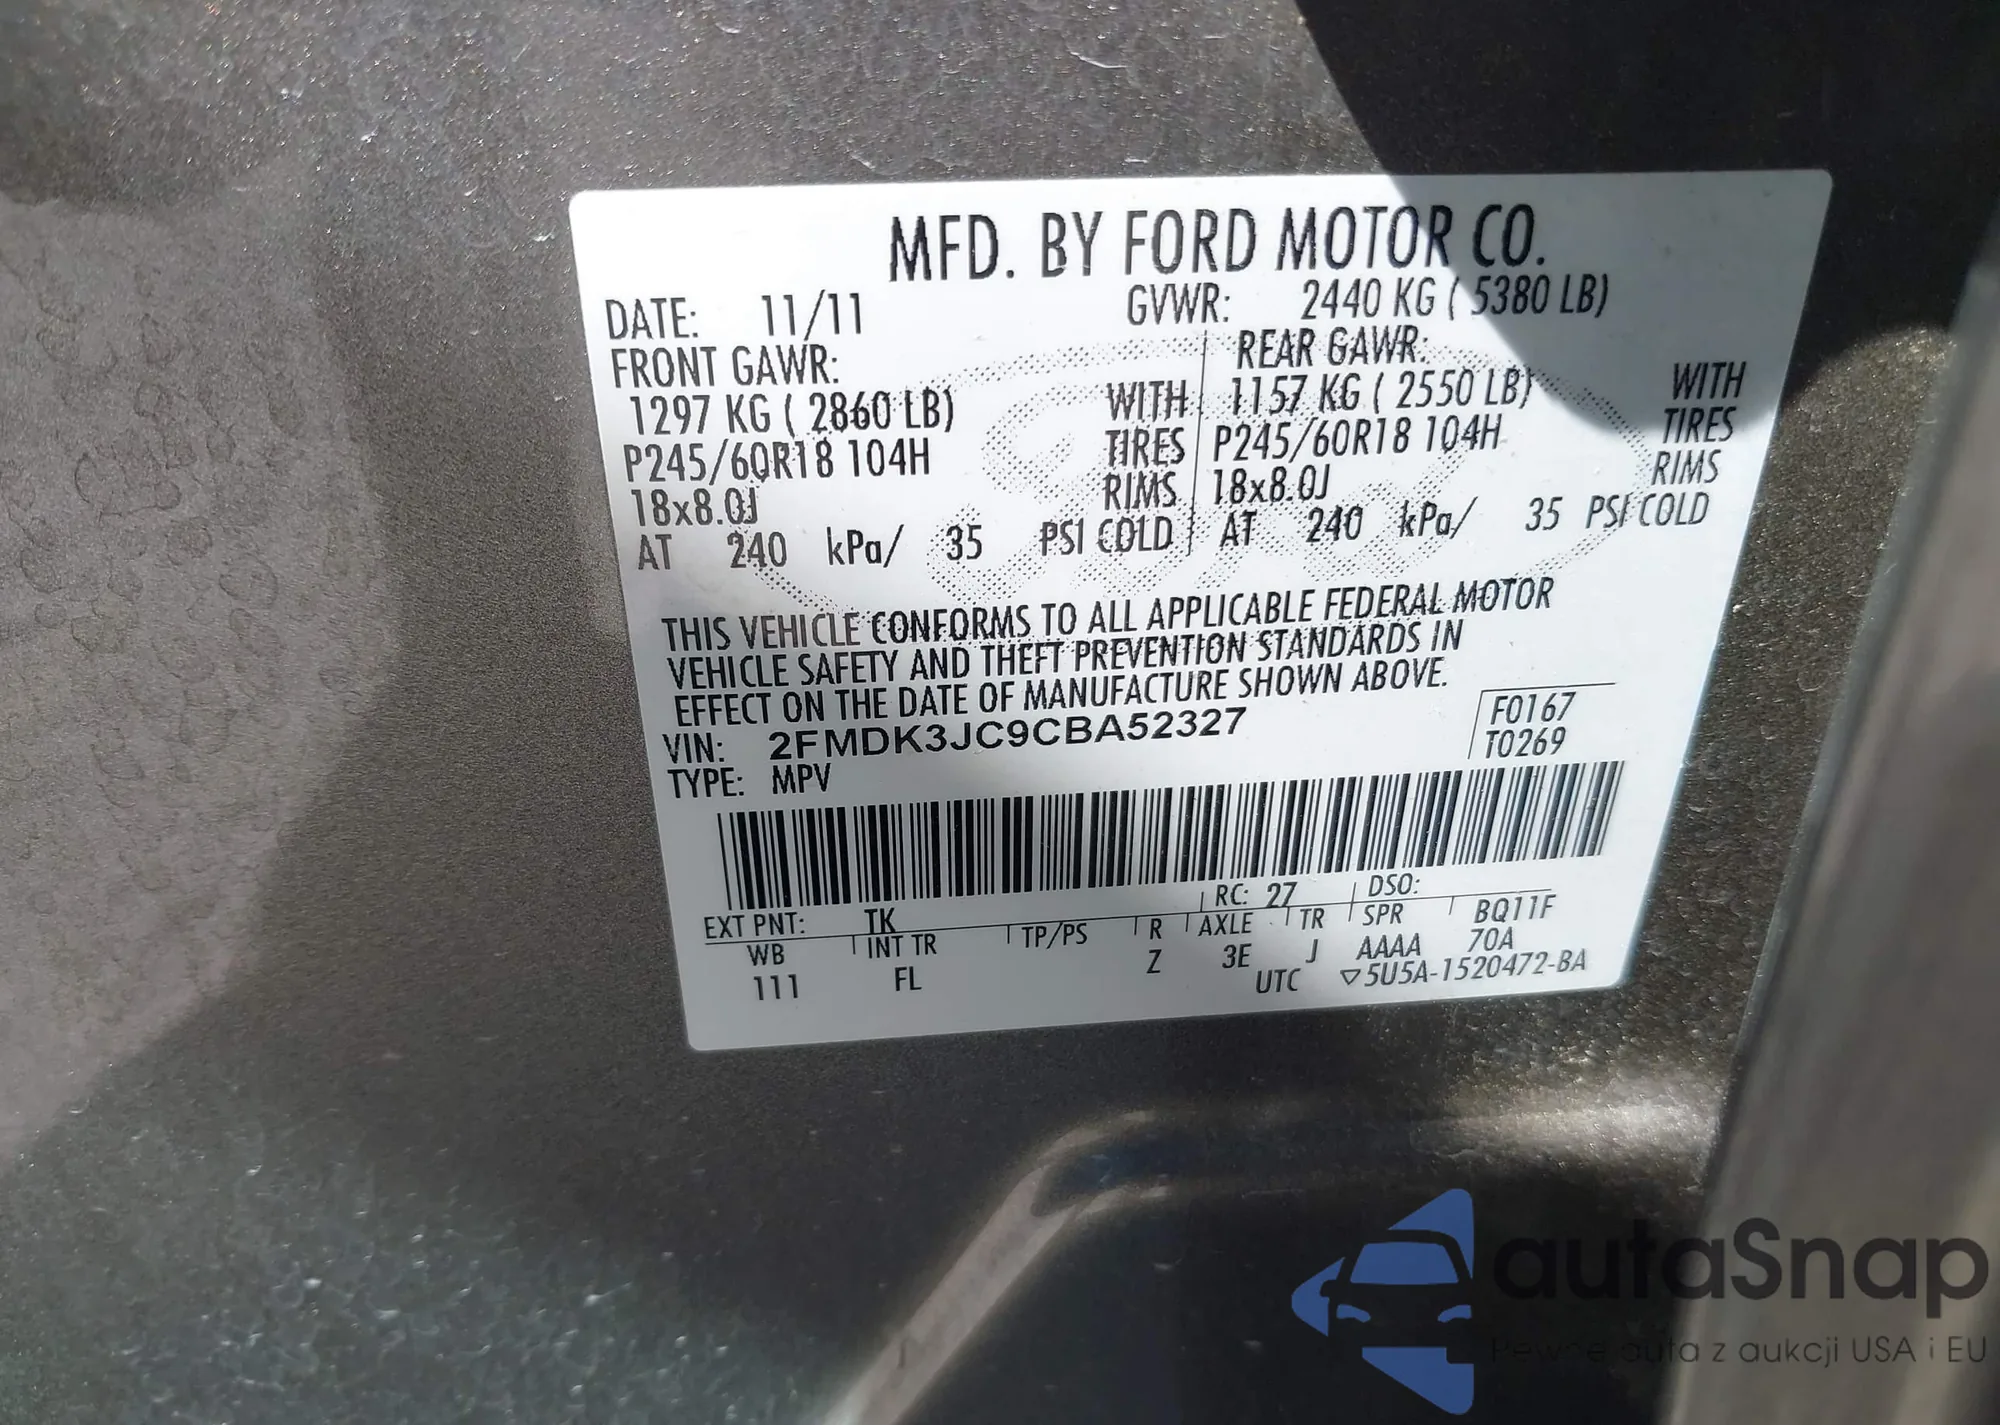 MFD. BY FORD MOTOR CO.
DATE: 11/11 GVWR: 2440 KG ( 5380 LB)
FRONT GAWR: REAR GAWR:
1297 KG ( 2860 LB) WITH 1157 KG ( 2550 LB) WITH
P245/60R18 104H TIRES P245/60R18 104H TIRES
18x8.0J RIMS 18x8.0J RIMS
AT 240 kPa/ 35 PSI COLD AT 240 kPa/ 35 PSI COLD
THIS VEHICLE CONFORMS TO ALL APPLICABLE FEDERAL MOTOR
VEHICLE SAFETY AND THEFT PREVENTION STANDARDS IN
EFFECT ON THE DATE OF MANUFACTURE SHOWN ABOVE.
VIN: 2FMDK3JC9CBA52327 F0167
TYPE: MPV T0269
EXT PNT: TK RC: 27 DSO:
WB INT TR TP/PS R AXLE TR SPR BQ11F
111 FL Z 3E J AAAA 70A
UTC ▽5U5A-1520472-BA
autaSnap
Pewne auta z aukcji USA i EU